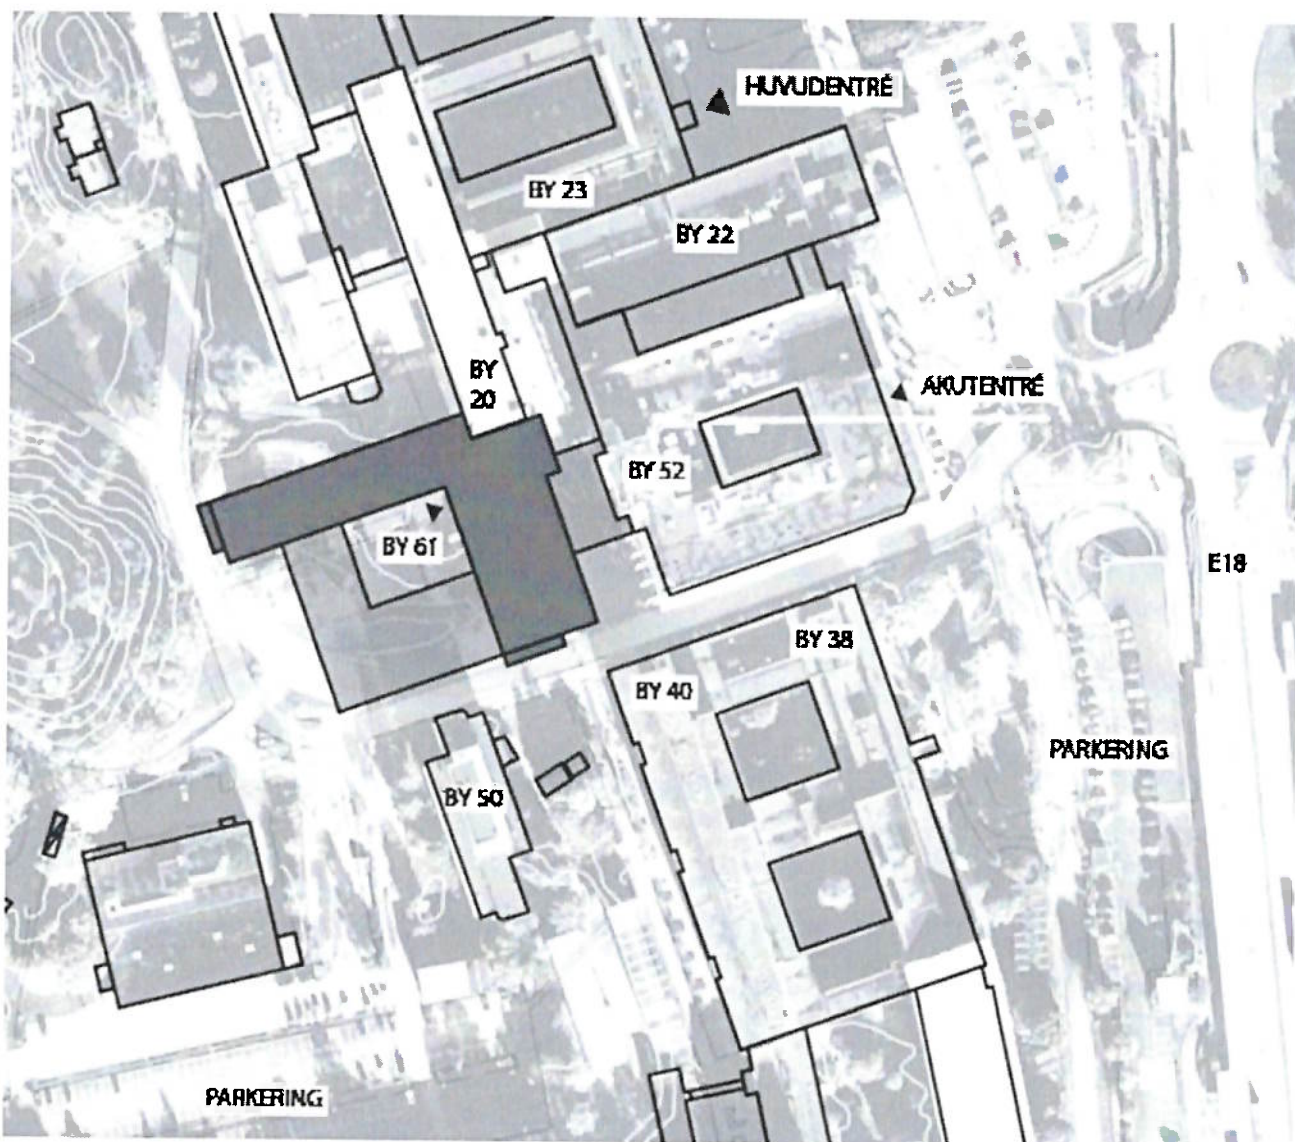 HUVUDENTRÉ
BY 23
BY 22
BY
20
AKUTENTRÉ
BY 52
BY 61
E18
BY 38
BY 40
PARKERING
BY 50
PARKERING